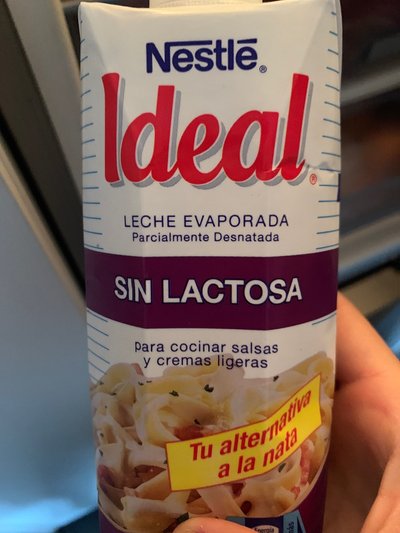 Nestlé®
Ideal®
LECHE EVAPORADA
Parcialmente Desnatada
SIN LACTOSA
para cocinar salsas
y cremas ligeras
Tu alternativa
a la nata